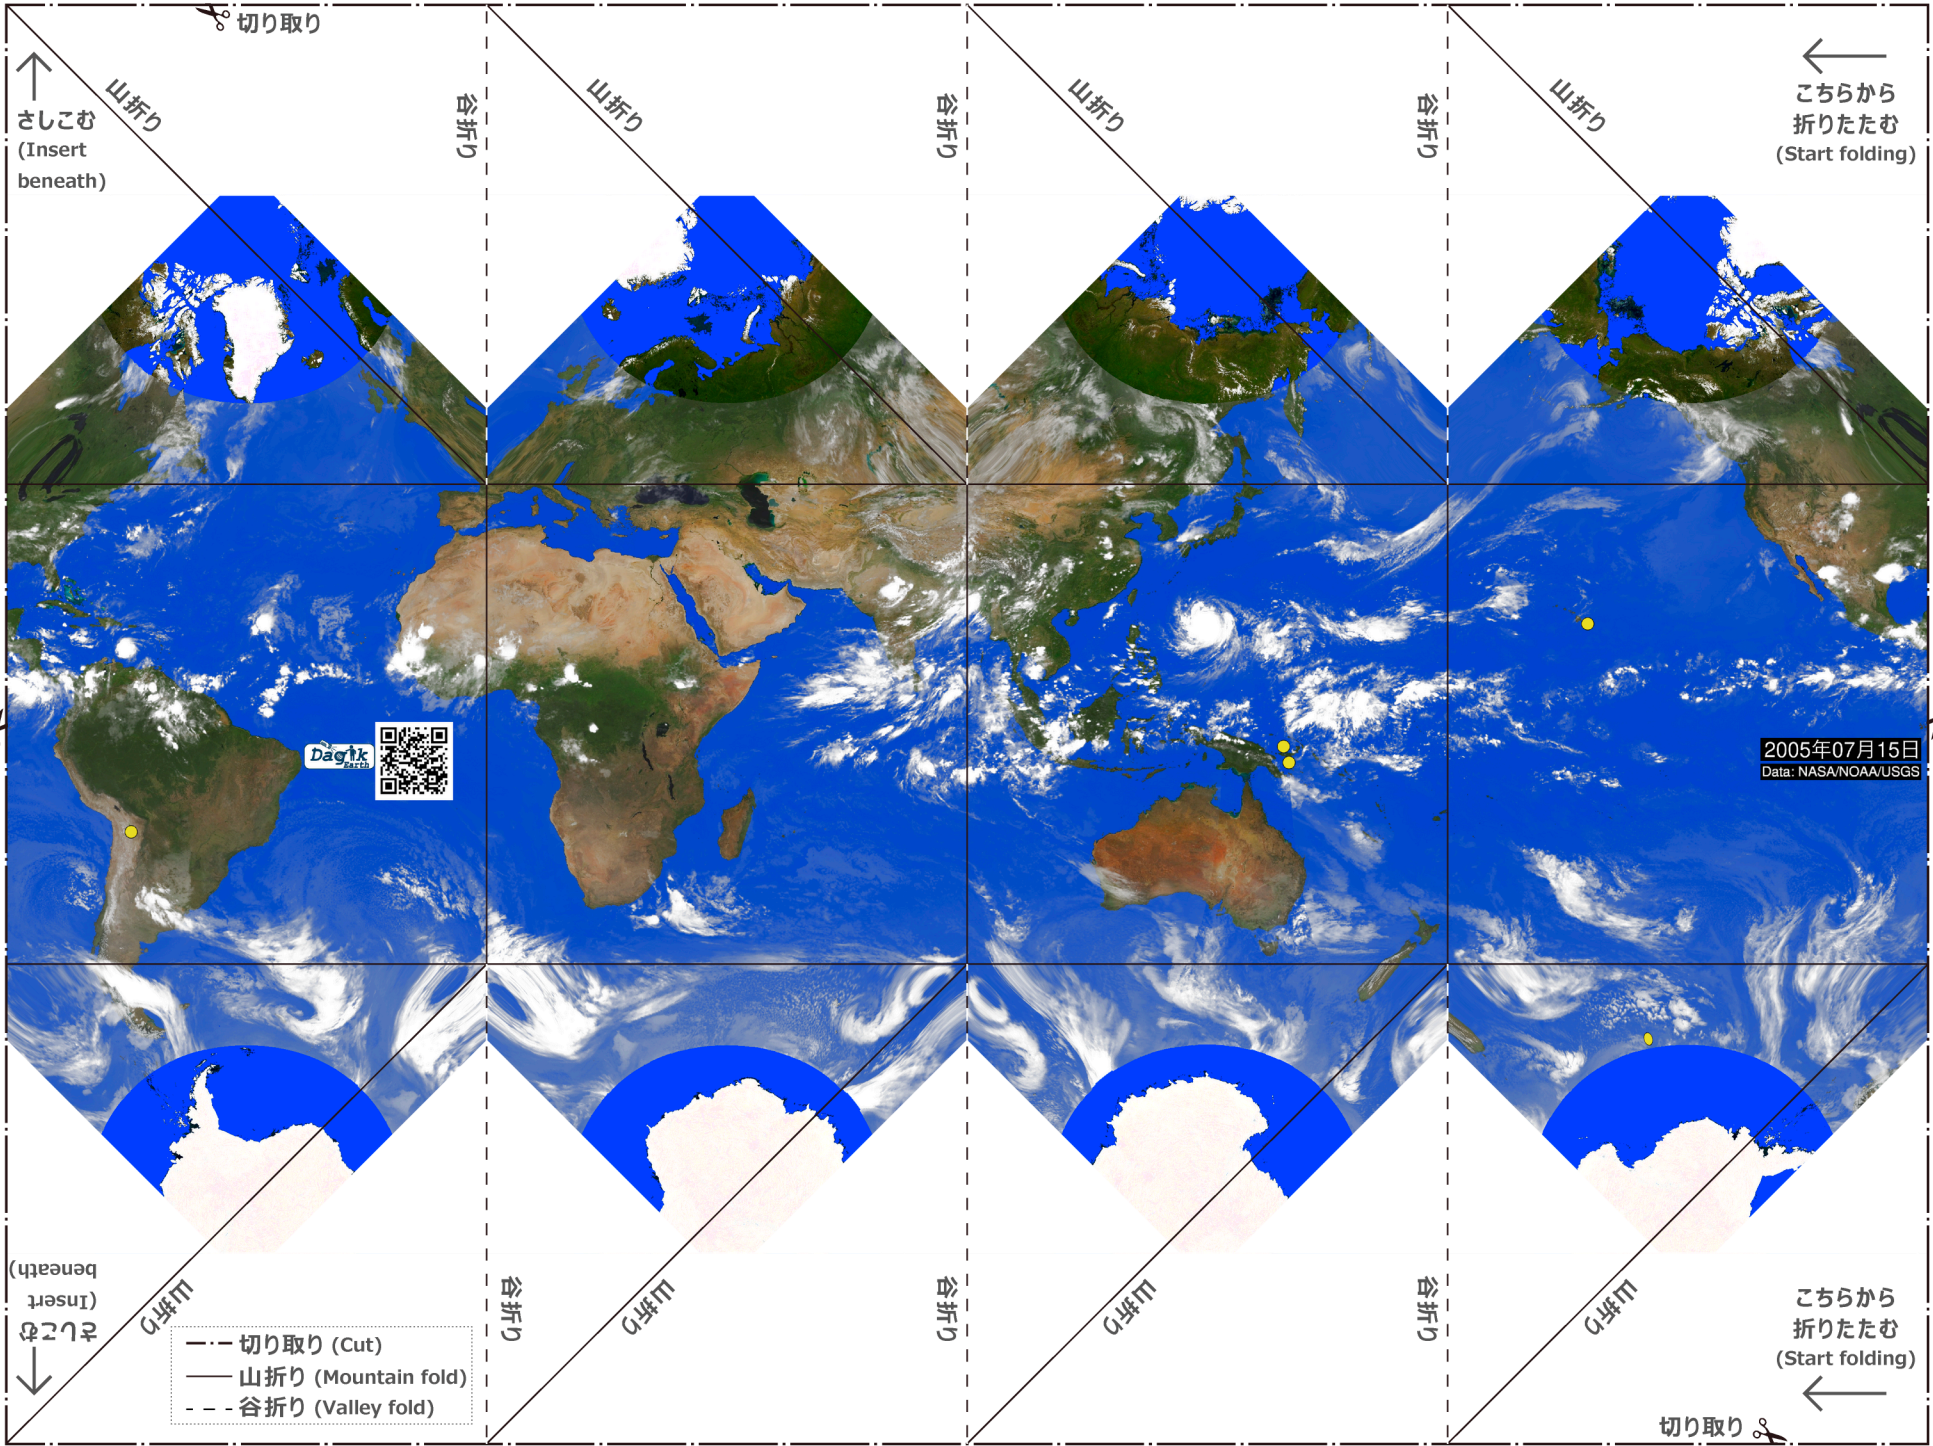 切り取り
山折り
谷折り
山折り
谷折り
山折り
谷折り
山折り
さしこむ
(Insert
beneath)
こちらから
折りたたむ
(Start folding)
Dagik
Earth
2005年07月15日
Data: NASA/NOAA/USGS
さしこむ
(Insert
beneath)
山折り
谷折り
山折り
谷折り
山折り
谷折り
山折り
こちらから
折りたたむ
(Start folding)
切り取り (Cut)
山折り (Mountain fold)
谷折り (Valley fold)
切り取り